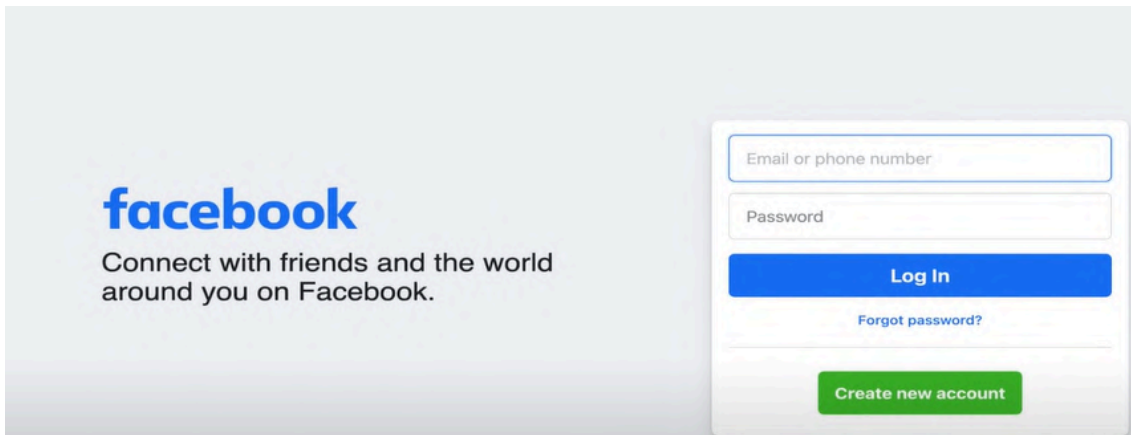 facebook
Connect with friends and the world
around you on Facebook.
Email or phone number
Password
Log In
Forgot password?
Create new account